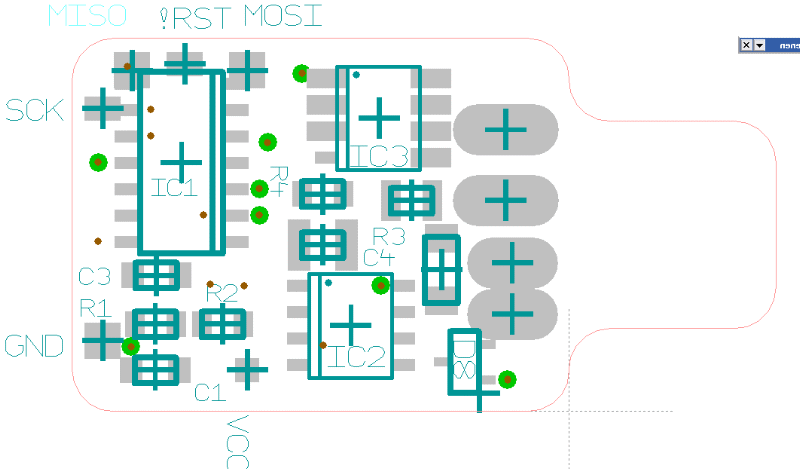 MISO !RST MOSI
SCK
IC3
IC1
R4
R3
C4
C3
R2
R1
GND
IC2
D8
C1
VCC